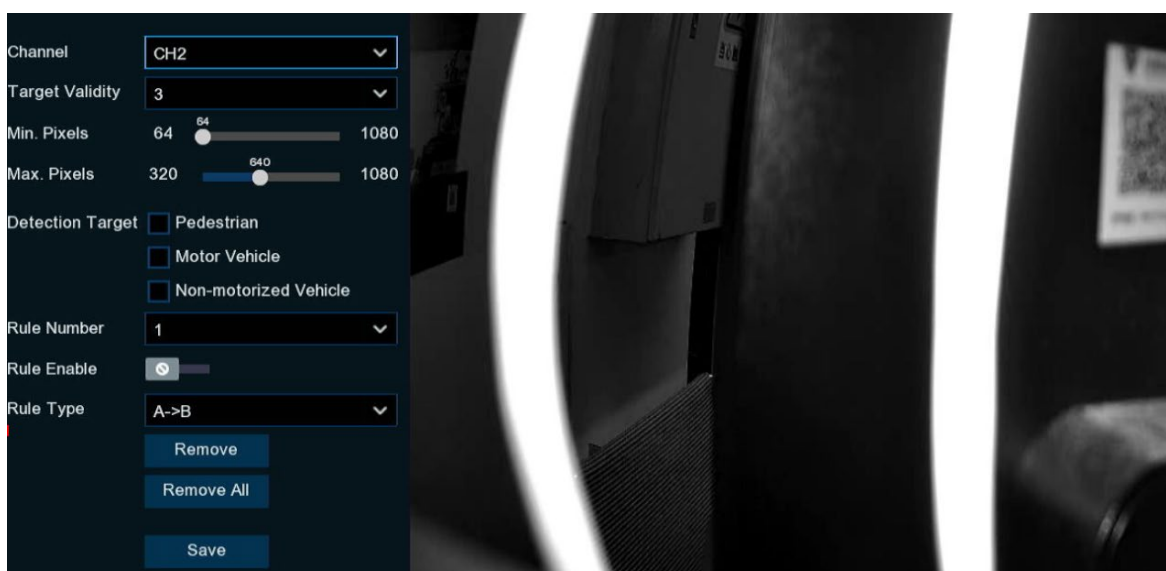 Channel CH2
Target Validity 3
Min. Pixels 64 64 1080
Max. Pixels 320 640 1080
Detection Target Pedestrian
Motor Vehicle
Non-motorized Vehicle
Rule Number 1
Rule Enable
Rule Type A->B
Remove
Remove All
Save